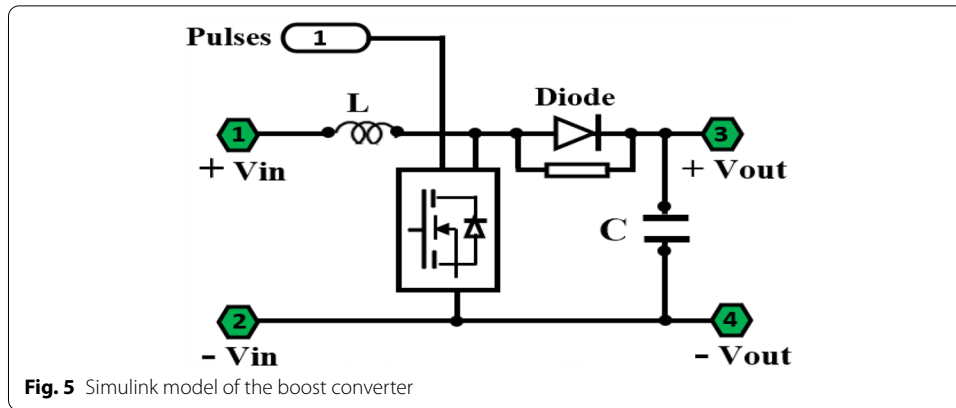 Pulses 1
L
Diode
1
3
+ Vin
+ Vout
C
2
4
- Vin
- Vout
Fig. 5 Simulink model of the boost converter